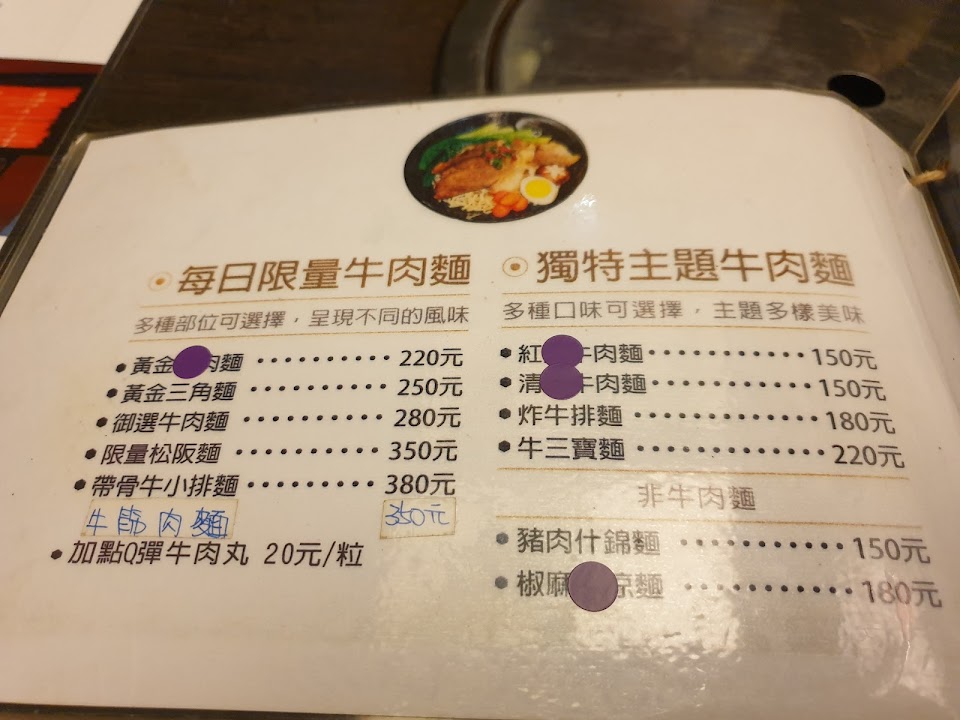 每日限量牛肉麵
多種部位可選擇，呈現不同的風味
黃金 肉麵 ‧‧‧‧‧‧‧‧‧‧ 220元
黃金三角麵 ‧‧‧‧‧‧‧‧‧‧ 250元
御選牛肉麵 ‧‧‧‧‧‧‧‧‧‧ 280元
限量松阪麵 ‧‧‧‧‧‧‧‧‧‧ 350元
帶骨牛小排麵 ‧‧‧‧‧‧‧‧‧ 380元
牛 肉麵 350元
加點Q彈牛肉丸 20元/粒
獨特主題牛肉麵
多種口味可選擇，主題多樣美味
紅 牛肉麵 ‧‧‧‧‧‧‧‧‧‧‧ 150元
清 牛肉麵 ‧‧‧‧‧‧‧‧‧‧‧ 150元
炸牛排麵 ‧‧‧‧‧‧‧‧‧‧‧‧ 180元
牛三寶麵 ‧‧‧‧‧‧‧‧‧‧‧‧ 220元
非牛肉麵
豬肉什錦麵 ‧‧‧‧‧‧‧‧‧‧‧ 150元
椒麻 涼麵 ‧‧‧‧‧‧‧‧‧‧‧ 180元